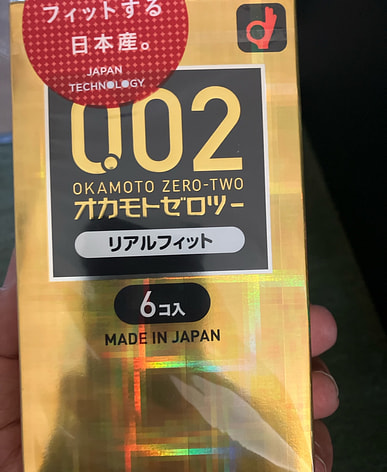 フィットする
日本産。
JAPAN
TECHNOLOGY
0.02
OKAMOTO ZERO-TWO
オカモトゼロツー
リアルフィット
6コ入
MADE IN JAPAN